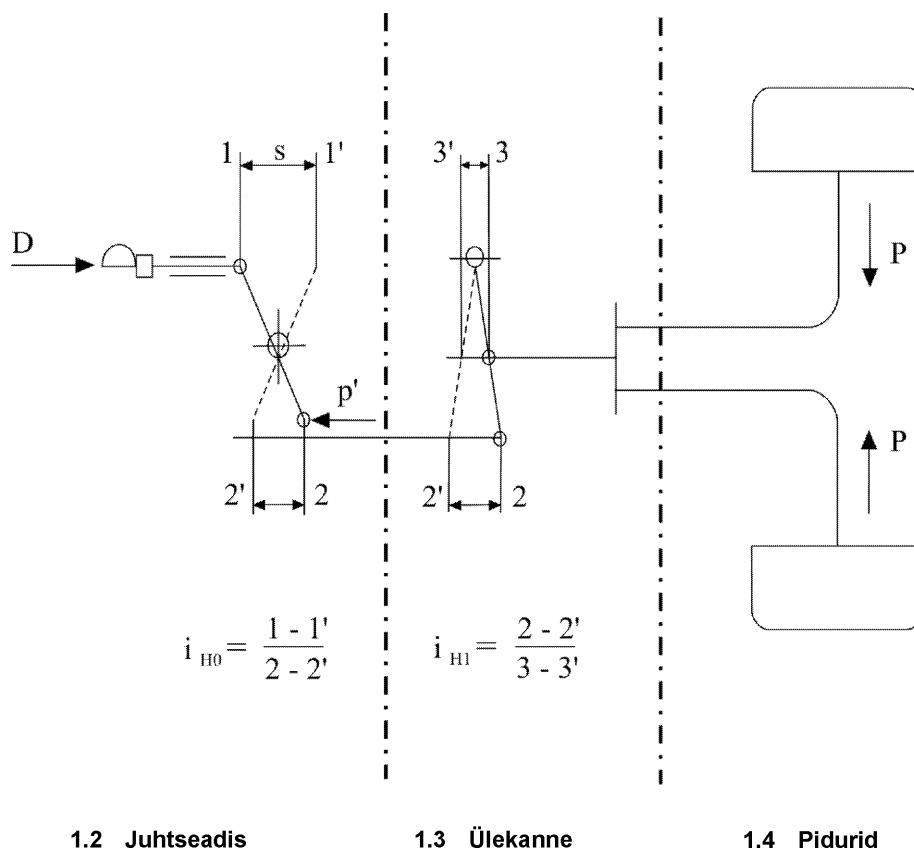 1 s 1' 3' 3
D P
p' P
2' 2 2' 2
i H0 = 1 - 1' / 2 - 2' i H1 = 2 - 2' / 3 - 3'
1.2 Juhtseadis 1.3 Ülekanne 1.4 Pidurid